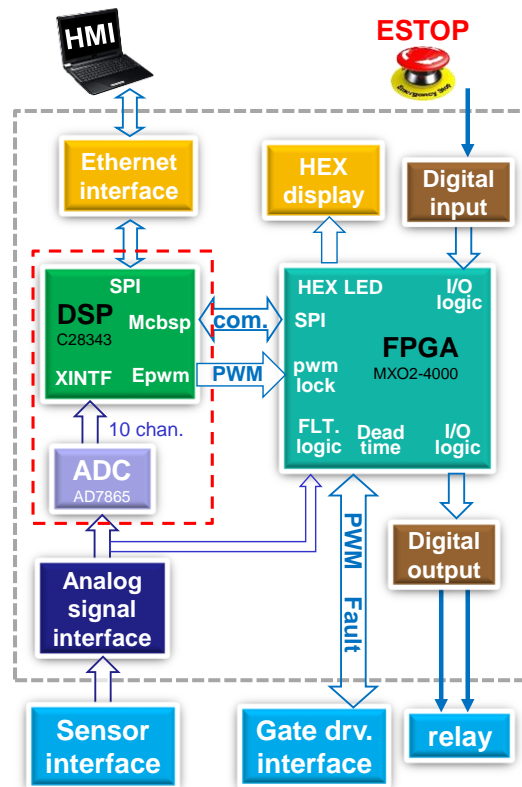 HMI
ESTOP
Ethernet
interface
HEX
display
Digital
input
SPI
DSP
C28343
Mcbsp
XINTF
Epwm
com.
PWM
HEX LED
I/O
logic
SPI
FPGA
MXO2-4000
pwm
lock
FLT.
logic
Dead
time
I/O
logic
10 chan.
ADC
AD7865
PWM
Fault
Digital
output
Analog
signal
interface
Sensor
interface
Gate drv.
interface
relay